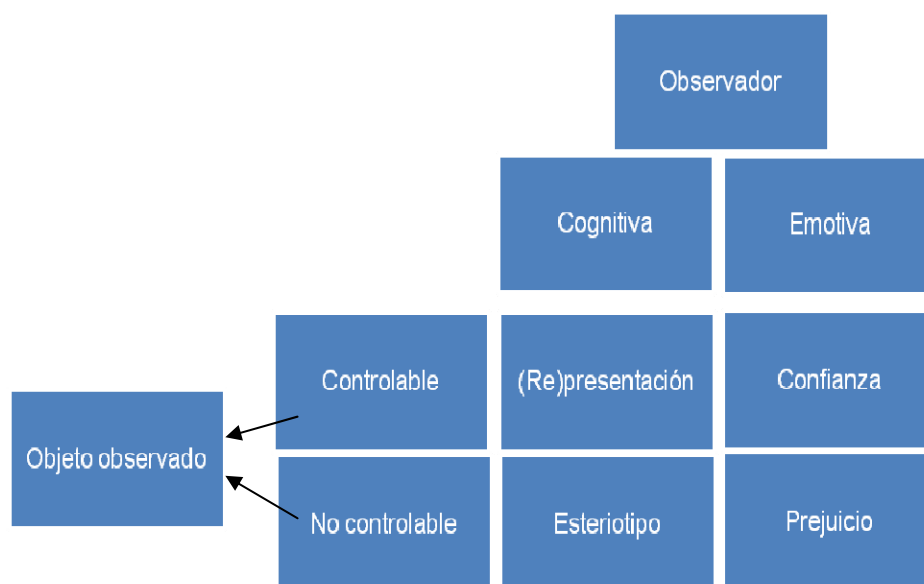 Observador
Cognitiva
Emotiva
Controlable
(Re)presentación
Confianza
Objeto observado
No controlable
Esteriotipo
Prejuicio